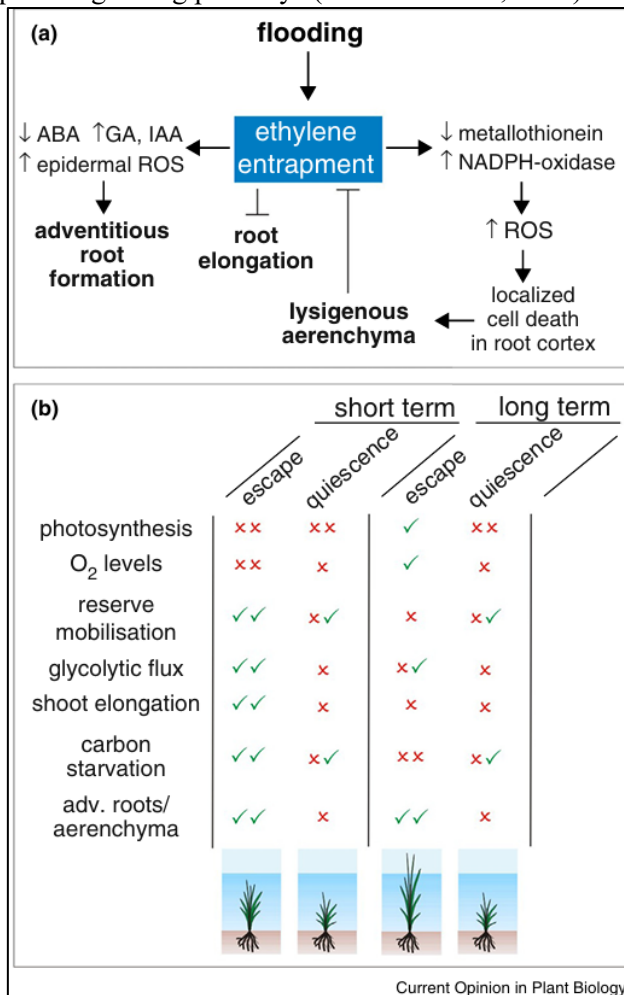 (a)
flooding
↓ ABA ↑GA, IAA
↑ epidermal ROS
ethylene
entrapment
↓ metallothionein
↑ NADPH-oxidase
adventitious
root
formation
root
elongation
↑ ROS
lysigenous
aerenchyma
localized
cell death
in root cortex
(b)
short term
long term
escape
quiescence
escape
quiescence
photosynthesis ×× ×× ✓ ××
O₂ levels ×× × ✓ ×
reserve
mobilisation ✓✓ ×✓ × ×✓
glycolytic flux ✓✓ × ×✓ ×
shoot elongation ✓✓ × × ×
carbon
starvation ✓✓ ×✓ ×× ×✓
adv. roots/
aerenchyma ✓✓ × ✓✓ ×
Current Opinion in Plant Biology